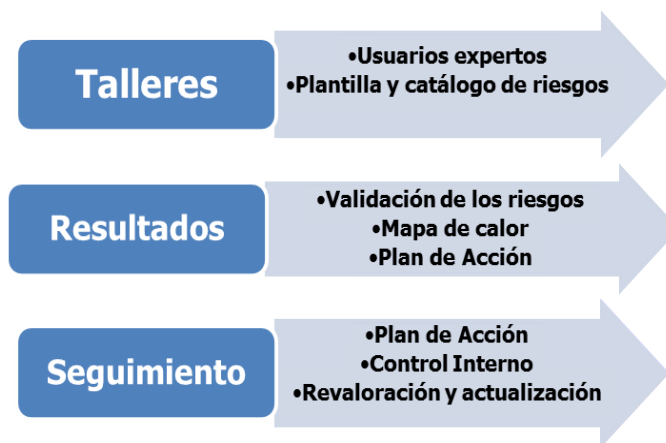 Talleres
•Usuarios expertos
•Plantilla y catálogo de riesgos
Resultados
•Validación de los riesgos
•Mapa de calor
•Plan de Acción
Seguimiento
•Plan de Acción
•Control Interno
•Revaloración y actualización